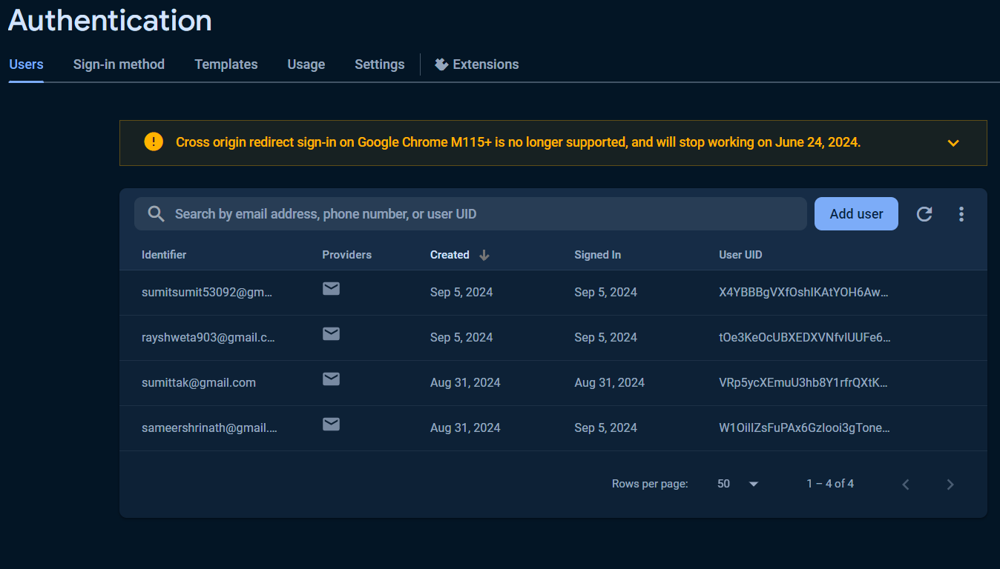 Authentication
Users Sign-in method Templates Usage Settings Extensions
Cross origin redirect sign-in on Google Chrome M115+ is no longer supported, and will stop working on June 24, 2024.
Search by email address, phone number, or user UID Add user
Identifier Providers Created Signed In User UID
sumitsumit53092@gm... Sep 5, 2024 Sep 5, 2024 X4YBBBgVXfOshIKAtYOH6Aw...
rayshweta903@gmail.c... Sep 5, 2024 Sep 5, 2024 tOe3KeOcUBXEDXVNfvlUUFe6...
sumittak@gmail.com Aug 31, 2024 Aug 31, 2024 VRp5ycXEmuU3hb8Y1rfrQXtK...
sameershrinath@gmail.... Aug 31, 2024 Sep 5, 2024 W1OiIlZsFuPAx6Gzlooi3gTone...
Rows per page: 50 1 – 4 of 4